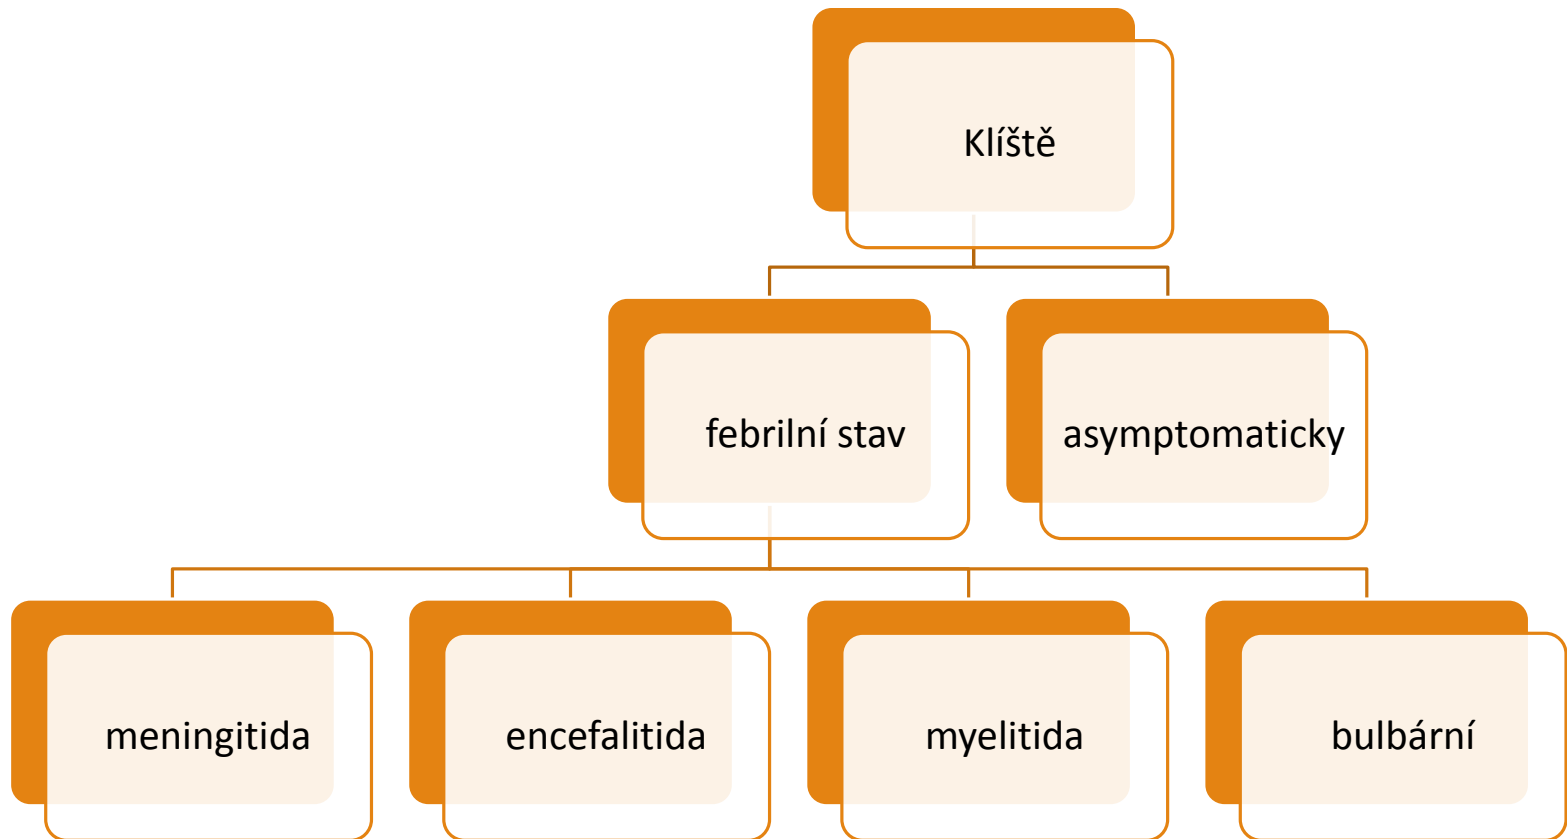 Klíště
febrilní stav
asymptomaticky
meningitida
encefalitida
myelitida
bulbární